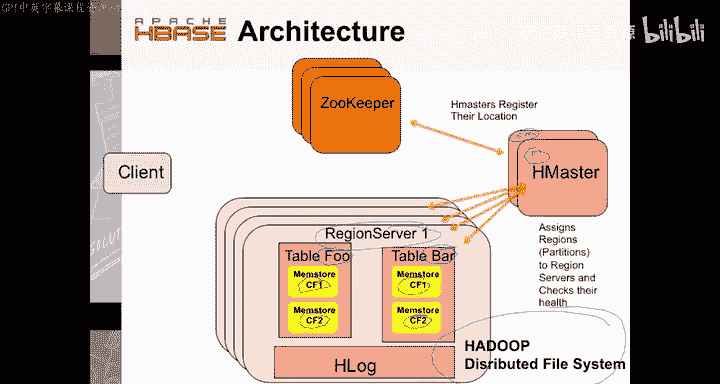 APACHE
HBASE Architecture
bilibili
ZooKeeper
Hmasters Register
Their Location
Client
HMaster
RegionServer 1
Table Foo
Table Bar
Memstore
CF1
Memstore
CF1
Memstore
CF2
Memstore
CF2
HLog
Assigns
Regions
(Partitions)
to Region
Servers and
Checks their
health
HADOOP
Disributed File System